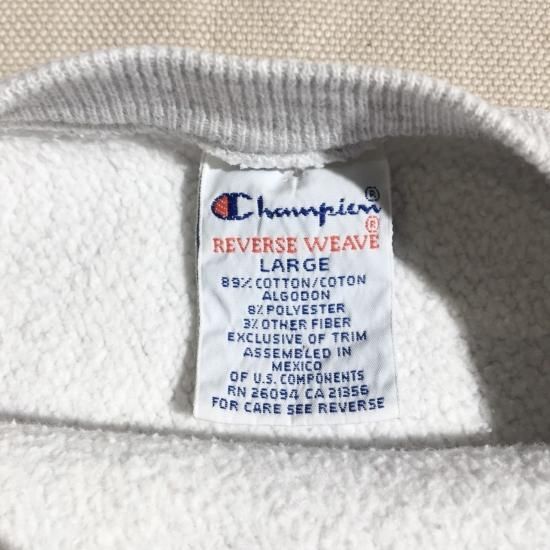 Champion®
REVERSE WEAVE®
LARGE
89% COTTON/COTON
ALGODON
8% POLYESTER
3% OTHER FIBER
EXCLUSIVE OF TRIM
ASSEMBLED IN
MEXICO
OF U.S. COMPONENTS
RN 26094 CA 21356
FOR CARE SEE REVERSE